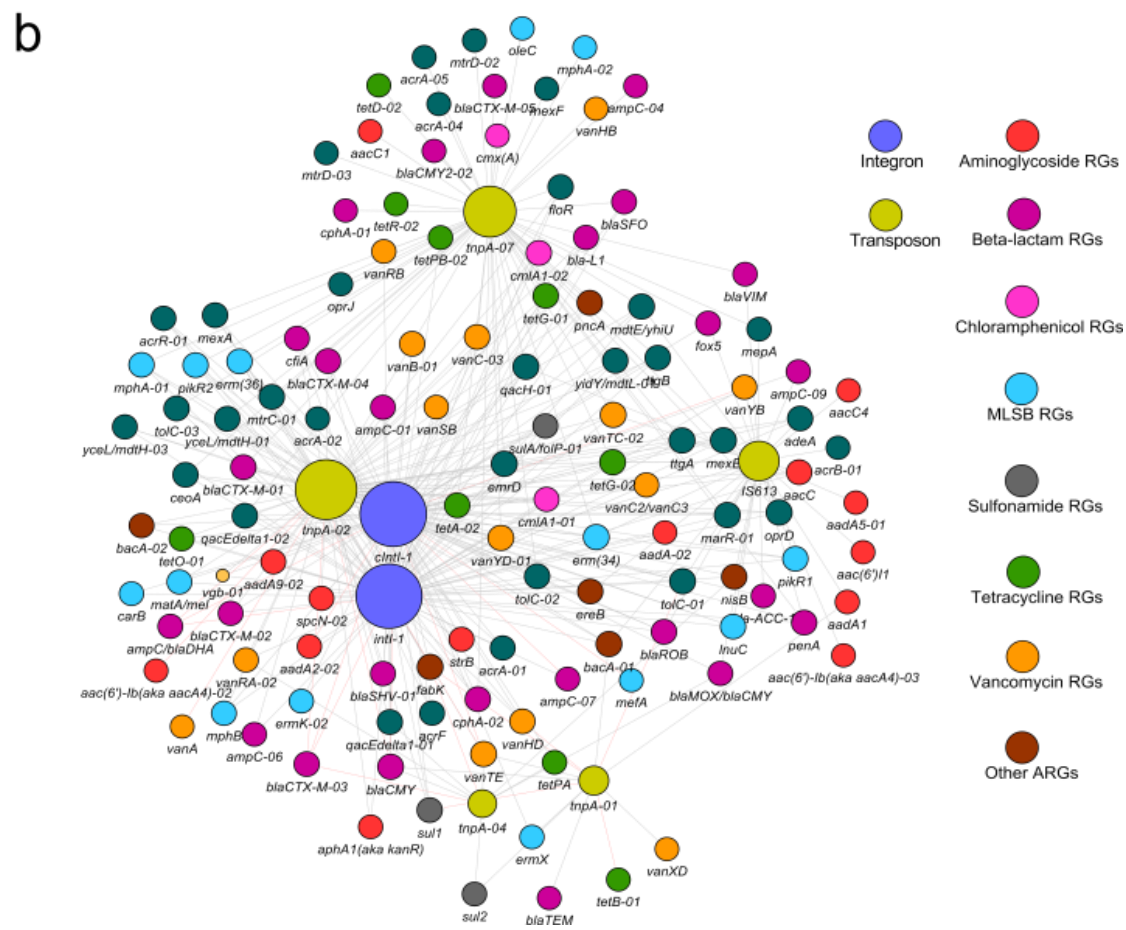 b
oleC
mtrD-02
mphA-02
acrA-05
tetD-02
blaCTX-M-05
mexF
ampC-04
acrA-04
vanHB
aacC1
cmx(A)
mtrD-03
blaCMY2-02
floR
blaSFO
cphA-01
tetR-02
tnpA-07
bla-L1
vanRB
tetPB-02
cmlA1-02
oprJ
tetG-01
pncA
blaVIM
mdtE/yhiU
acrR-01
mexA
cfiA
vanB-01
vanC-03
fox5
mepA
mphA-01
pikR2
erm(36)
blaCTX-M-04
qacH-01
ampC-09
mtrC-01
vanYB
aacC4
tolC-03
yceL/mdtH-01
acrA-02
ampC-01
vanSB
sulA/folP-01
vanTC-02
adeA
yceL/mdtH-03
ttgA
acrB-01
ceoA
blaCTX-M-01
emrD
tetG-02
IS613
aacC
vanC2/vanC3
tnpA-02
tetA-02
cmlA1-01
aadA5-01
bacA-02
qacEdelta1-02
cIntI-1
marR-01
oprD
tetO-01
vanYD-01
erm(34)
aadA-02
aac(6')I1
vgb-01
aadA9-02
pikR1
carB
matA/mel
tolC-02
ereB
tolC-01
nisB
aadA1
spcN-02
intI-1
ampC/blaDHA
blaCTX-M-02
lnuC
penA
strB
acrA-01
bacA-01
blaROB
aac(6')-Ib(aka aacA4)-02
vanRA-02
aadA2-02
blaSHV-01
fabK
ampC-07
mefA
blaMOX/blaCMY
aac(6')-Ib(aka aacA4)-03
vanA
mphB
ermK-02
qacEdelta1-01
acrF
cphA-02
vanHD
ampC-06
blaCTX-M-03
blaCMY
vanTE
tetPA
tnpA-01
aphA1(aka kanR)
sul1
tnpA-04
ermX
vanXD
sul2
blaTEM
tetB-01
Integron
Aminoglycoside RGs
Transposon
Beta-lactam RGs
Chloramphenicol RGs
MLSB RGs
Sulfonamide RGs
Tetracycline RGs
Vancomycin RGs
Other ARGs